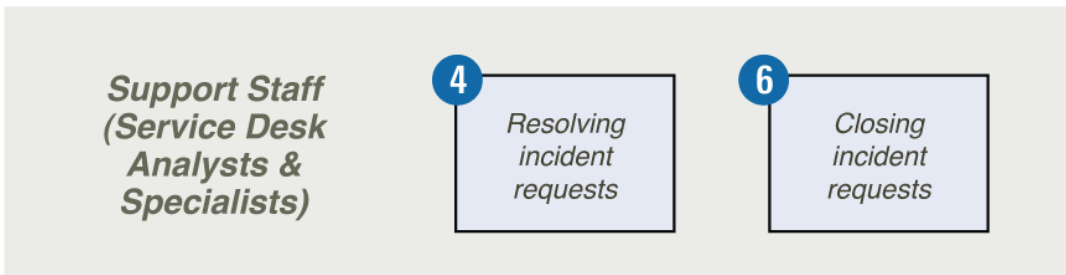 Support Staff
(Service Desk
Analysts &
Specialists)
4
Resolving
incident
requests
6
Closing
incident
requests